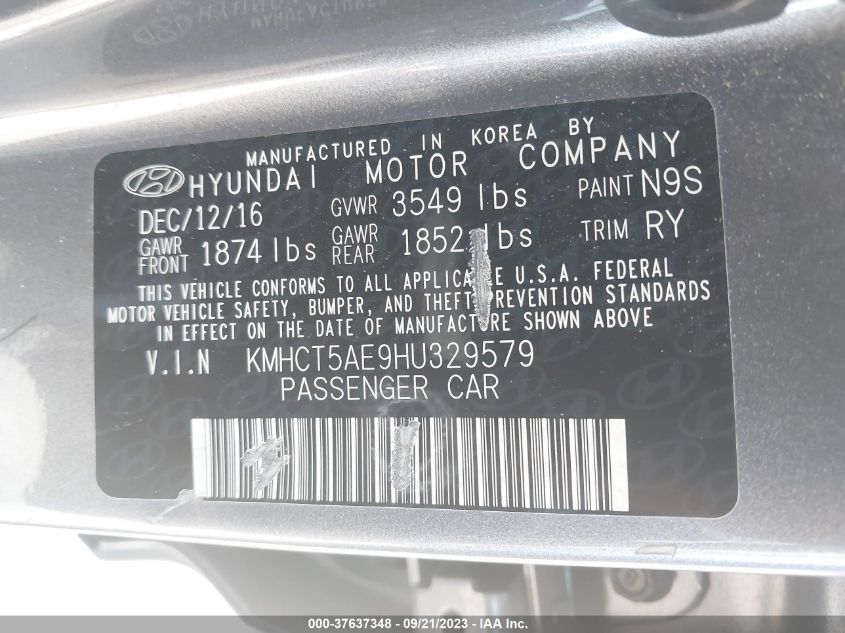 MANUFACTURED IN KOREA BY
HYUNDAI MOTOR COMPANY
DEC/12/16 GVWR 3549 lbs PAINT N9S
GAWR FRONT 1874 lbs GAWR REAR 1852 lbs TRIM RY
THIS VEHICLE CONFORMS TO ALL APPLICABLE U.S.A. FEDERAL
MOTOR VEHICLE SAFETY, BUMPER, AND THEFT PREVENTION STANDARDS
IN EFFECT ON THE DATE OF MANUFACTURE SHOWN ABOVE
V.I.N KMHCT5AE9HU329579
PASSENGER CAR
000-37637348 - 09/21/2023 - IAA Inc.